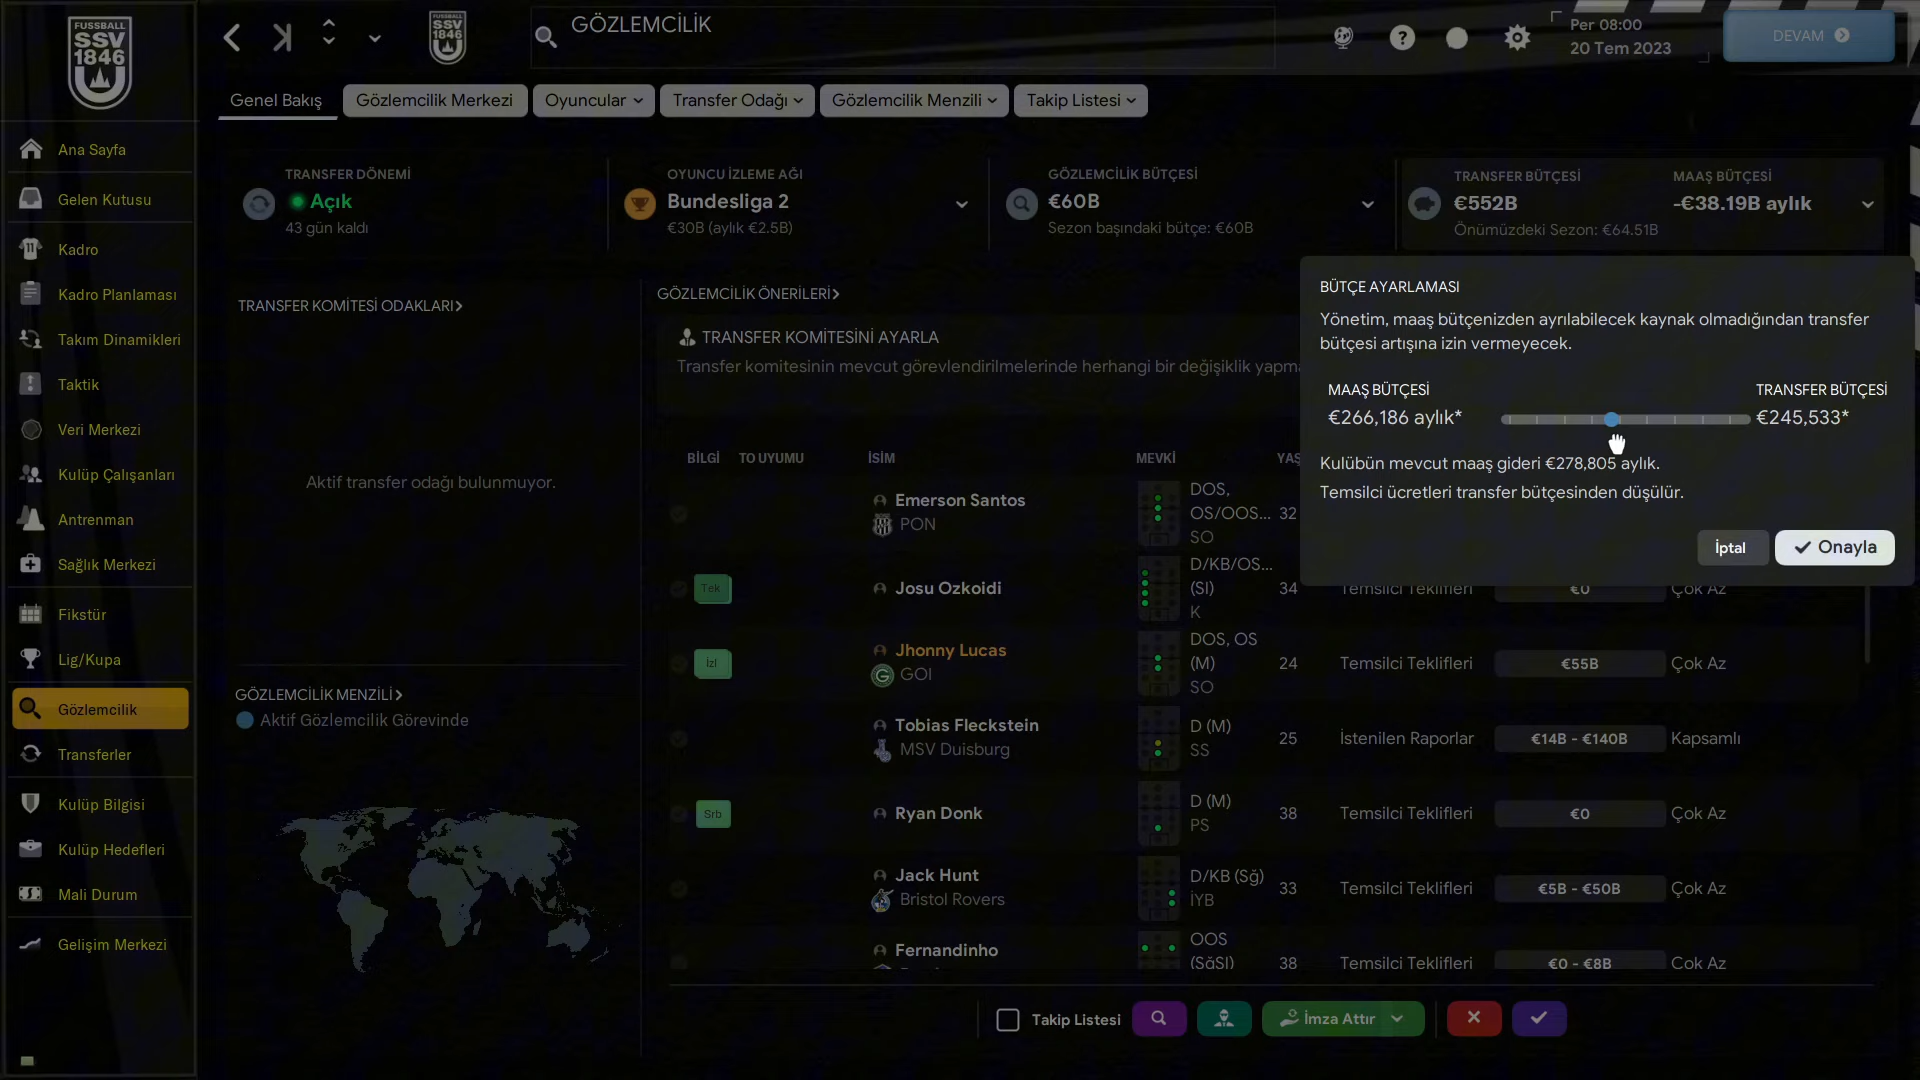 FUSSBALL
SSV
1846
Ana Sayfa
Gelen Kutusu
Kadro
Kadro Planlaması
Takım Dinamikleri
Taktik
Veri Merkezi
Kulüp Çalışanları
Antrenman
Sağlık Merkezi
Fikstür
Lig/Kupa
Gözlemcilik
Transferler
Kulüp Bilgisi
Kulüp Hedefleri
Mali Durum
Gelişim Merkezi
FUSSBALL
SSV
1846
GÖZLEMCİLİK
Per 08:00
20 Tem 2023
DEVAM
Genel Bakış
Gözlemcilik Merkezi
Oyuncular
Transfer Odağı
Gözlemcilik Menzili
Takip Listesi
TRANSFER DÖNEMİ
Açık
43 gün kaldı
OYUNCU İZLEME AĞI
Bundesliga 2
€30B (aylık €2.5B)
GÖZLEMCİLİK BÜTÇESİ
€60B
Sezon başındaki bütçe: €60B
TRANSFER BÜTÇESİ
€552B
Önümüzdeki Sezon: €64.51B
MAAŞ BÜTÇESİ
-€38.19B aylık
TRANSFER KOMİTESİ ODAKLARI
Aktif transfer odağı bulunmuyor.
GÖZLEMCİLİK MENZİLİ
Aktif Gözlemcilik Görevinde
GÖZLEMCİLİK ÖNERİLERİ
TRANSFER KOMİTESİNİ AYARLA
Transfer komitesinin mevcut görevlendirilmelerinde herhangi bir değişiklik yapma
BÜTÇE AYARLAMASI
Yönetim, maaş bütçenizden ayrılabilecek kaynak olmadığından transfer
bütçesi artışına izin vermeyecek.
MAAŞ BÜTÇESİ
€266,186 aylık*
TRANSFER BÜTÇESİ
€245,533*
Kulübün mevcut maaş gideri €278,805 aylık.
Temsilci ücretleri transfer bütçesinden düşülür.
İptal
Onayla
BİLGİ TO UYUMU İSİM MEVKİ YAŞ
Emerson Santos
PON
DOS,
OS/OOS...
SO
32
Tek
Josu Ozkoidi
D/KB/OS...
(Sl)
K
34
Temsilci Teklifleri
€0
Çok Az
İzl
Jhonny Lucas
GOI
DOS, OS
(M)
SO
24
Temsilci Teklifleri
€55B
Çok Az
Tobias Fleckstein
MSV Duisburg
D (M)
SS
25
İstenilen Raporlar
€14B - €140B
Kapsamlı
Srb
Ryan Donk
D (M)
PS
38
Temsilci Teklifleri
€0
Çok Az
Jack Hunt
Bristol Rovers
D/KB (Sğ)
İYB
33
Temsilci Teklifleri
€5B - €50B
Çok Az
Fernandinho
OOS
(SğSl)
38
Temsilci Teklifleri
€0 - €8B
Çok Az
Takip Listesi
İmza Attır